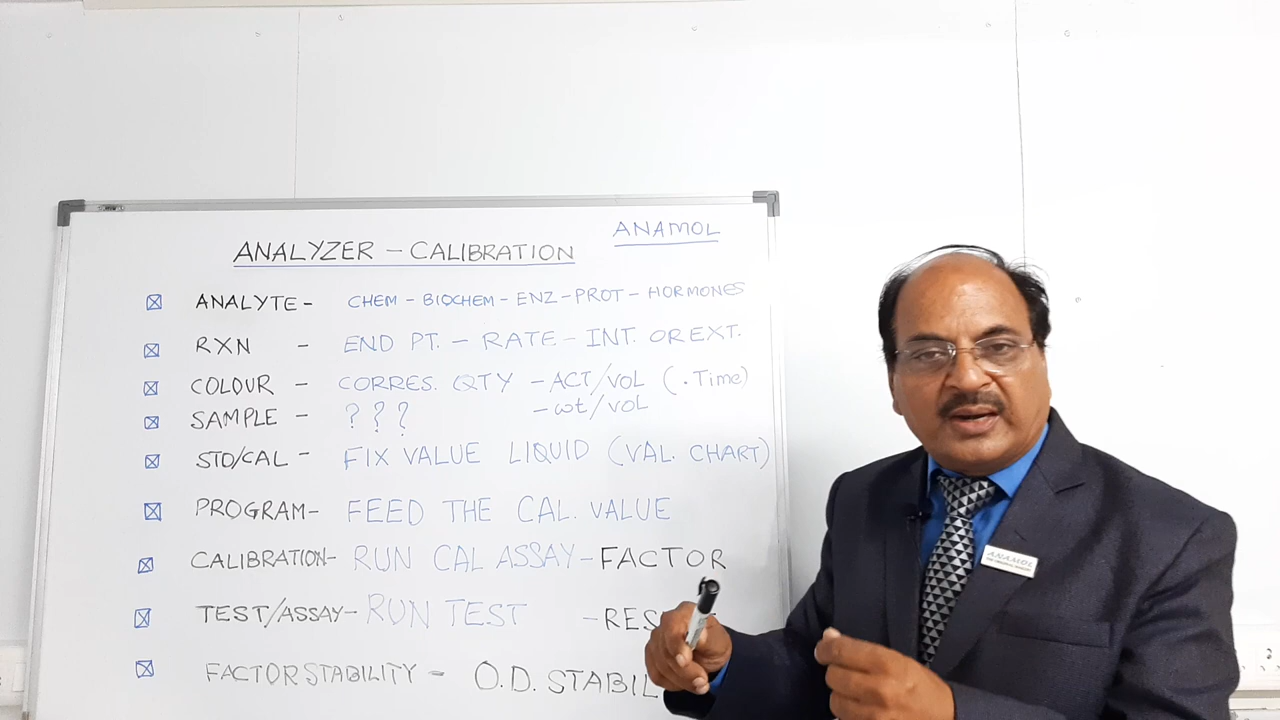 ANAMOL
ANALYZER - CALIBRATION
ANALYTE - CHEM - BIOCHEM - ENZ - PROT - HORMONES
RXN - END PT. - RATE - INT. OR EXT.
COLOUR - CORRES. QTY - ACT/VOL (. Time)
- wt/vol
SAMPLE - ? ? ?
STD/CAL - FIX VALUE LIQUID (VAL. CHART)
PROGRAM - FEED THE CAL. VALUE
CALIBRATION - RUN CAL ASSAY - FACTOR
TEST/ASSAY - RUN TEST
FACTOR STABILITY - O.D.
ANAMOL